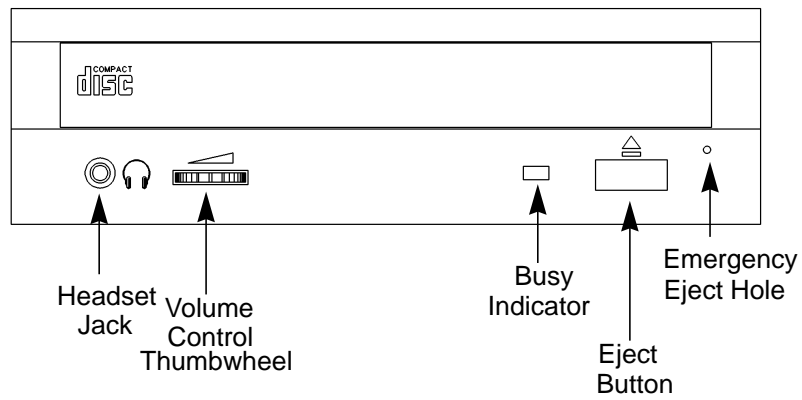 COMPACT
disc
Headset
Jack
Volume
Control
Thumbwheel
Busy
Indicator
Eject
Button
Emergency
Eject Hole